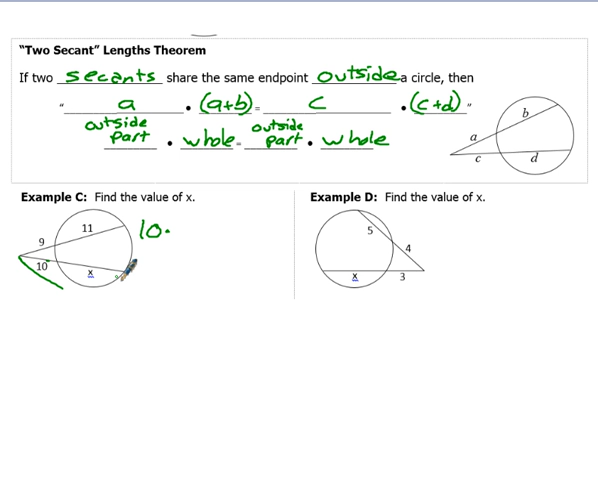 "Two Secant" Lengths Theorem
If two secants share the same endpoint outside a circle, then
" a · (a+b) = c · (c+d) "
outside part · whole = outside part · whole
a
b
c
d
Example C: Find the value of x.
9
11
10
x
10·
Example D: Find the value of x.
5
4
x
3